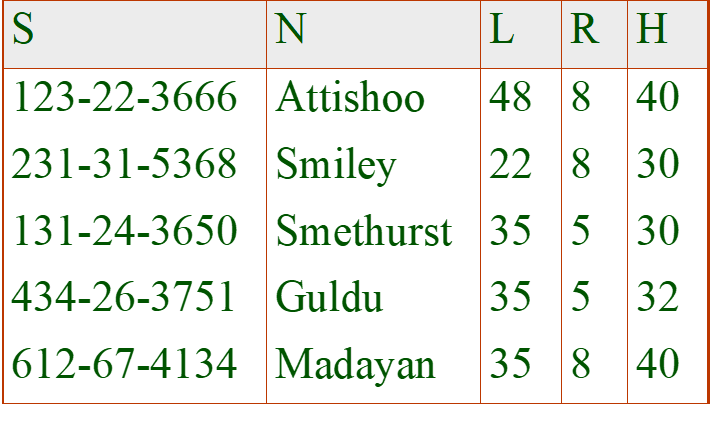 S N L R H
123-22-3666 Attishoo 48 8 40
231-31-5368 Smiley 22 8 30
131-24-3650 Smethurst 35 5 30
434-26-3751 Guldu 35 5 32
612-67-4134 Madayan 35 8 40